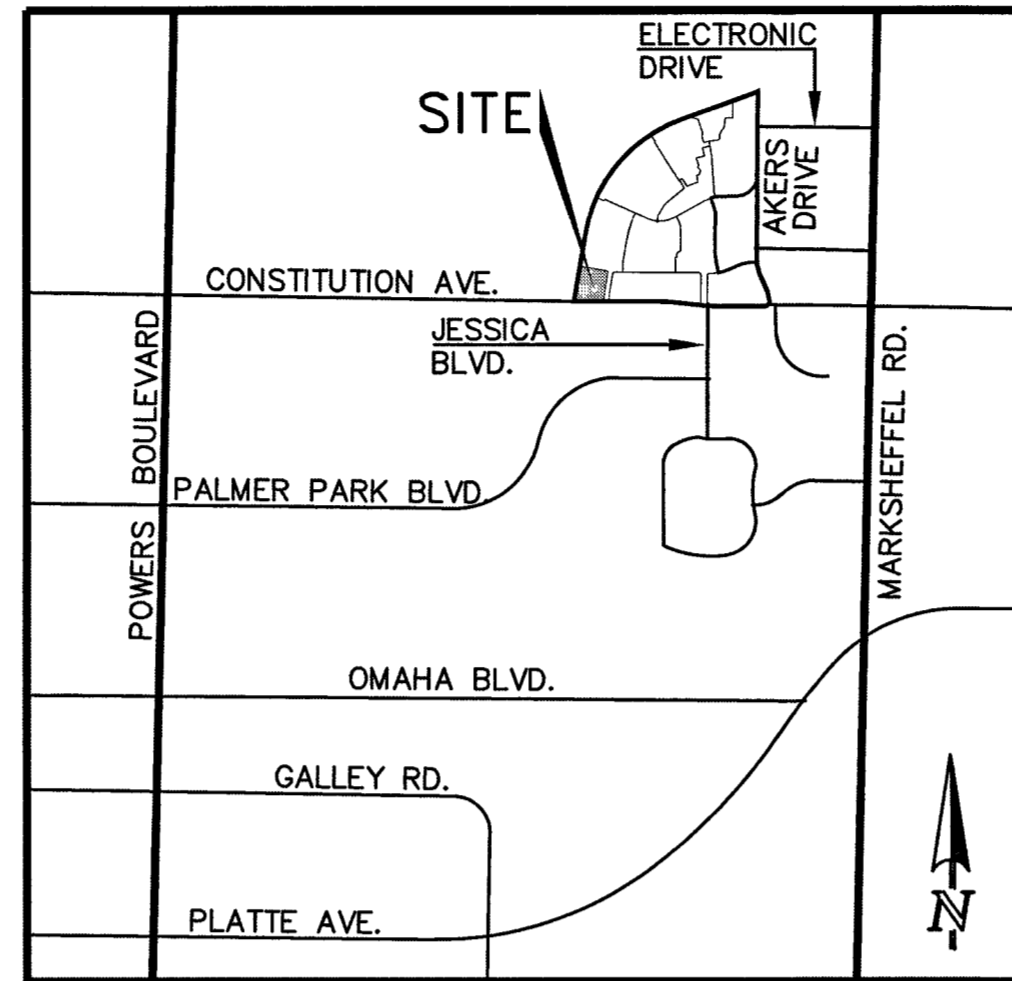 ELECTRONIC
DRIVE
SITE
AKERS
DRIVE
CONSTITUTION AVE.
JESSICA
BLVD.
POWERS BOULEVARD
MARKSHEFFEL RD.
PALMER PARK BLVD.
OMAHA BLVD.
GALLEY RD.
PLATTE AVE.
N